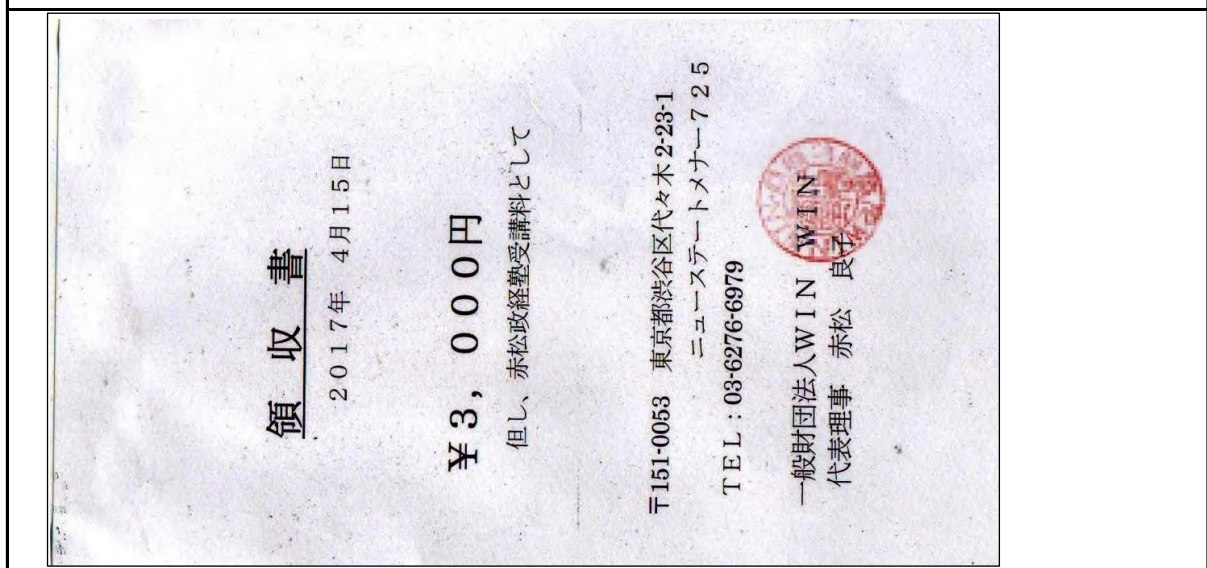 領 収 書
2017年 4月15日
¥3,000円
但し、赤松政経塾受講料として
〒151-0053 東京都渋谷区代々木2-23-1
ニューステートメナー725
TEL:03-6276-6979
一般財団法人WIN WIN
代表理事 赤松 良子